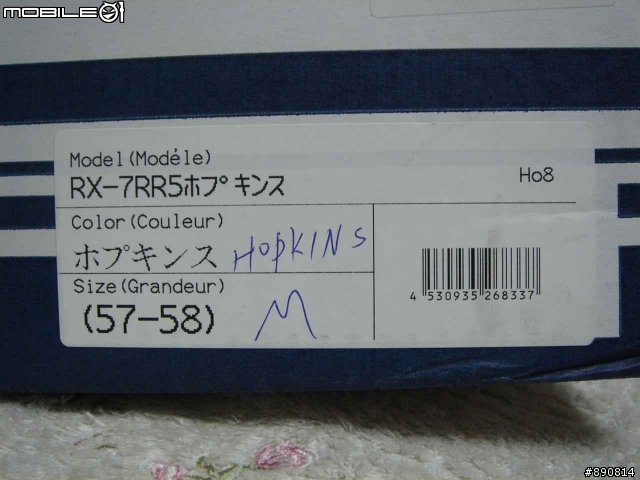 MOBILE01
Model(Modèle)
RX-7RR5ﾎﾌﾟｷﾝｽ
Ho8
Color(Couleur)
ホプキンス HOPKINS
Size(Grandeur)
(57-58) M
4 530935 268337
#890814